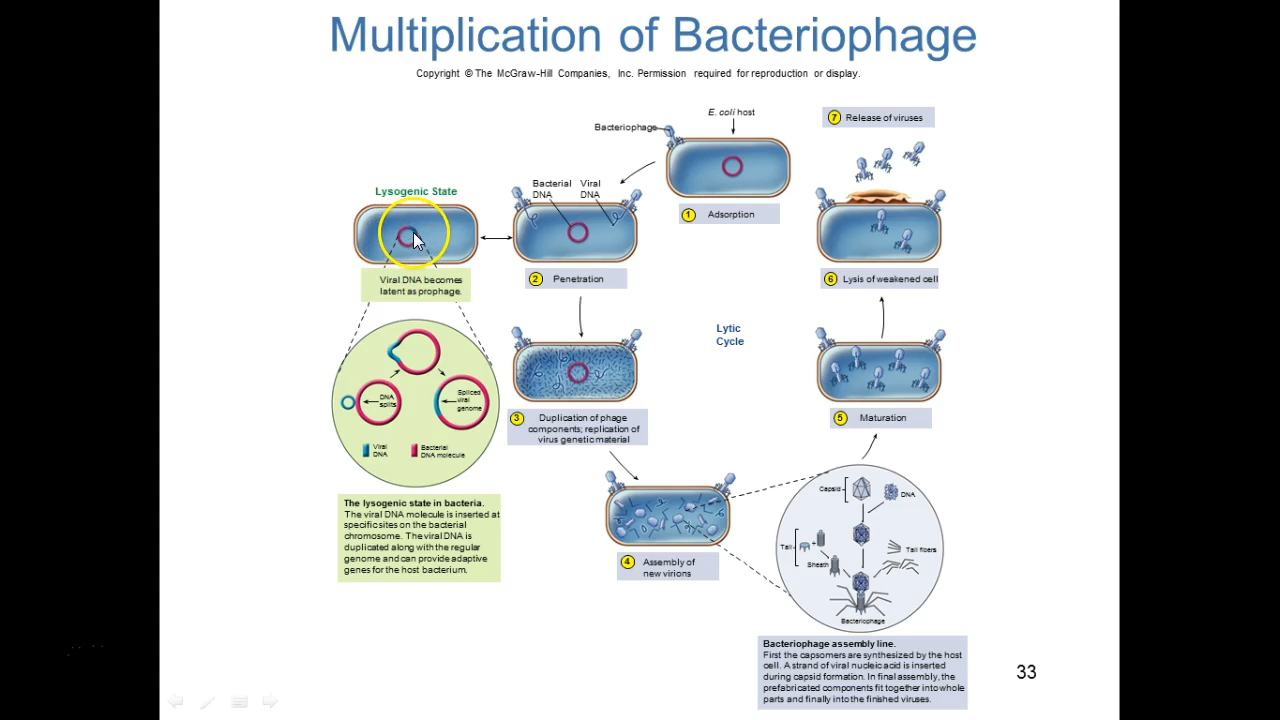 Multiplication of Bacteriophage
Copyright © The McGraw-Hill Companies, Inc. Permission required for reproduction or display.
E. coli host
Bacteriophage
1 Adsorption
Lysogenic State
Bacterial
DNA
Viral
DNA
2 Penetration
Viral DNA becomes
latent as prophage.
DNA
splits
Spliced
viral
genome
Viral
DNA
Bacterial
DNA molecule
The lysogenic state in bacteria.
The viral DNA molecule is inserted at
specific sites on the bacterial
chromosome. The viral DNA is
duplicated along with the regular
genome and can provide adaptive
genes for the host bacterium.
3 Duplication of phage
components; replication of
virus genetic material
Lytic
Cycle
4 Assembly of
new virions
Capsid
DNA
Tail
+
Sheath
Tail fibers
Bacteriophage
Bacteriophage assembly line.
First the capsomers are synthesized by the host
cell. A strand of viral nucleic acid is inserted
during capsid formation. In final assembly, the
prefabricated components fit together into whole
parts and finally into the finished viruses.
5 Maturation
6 Lysis of weakened cell
7 Release of viruses
33